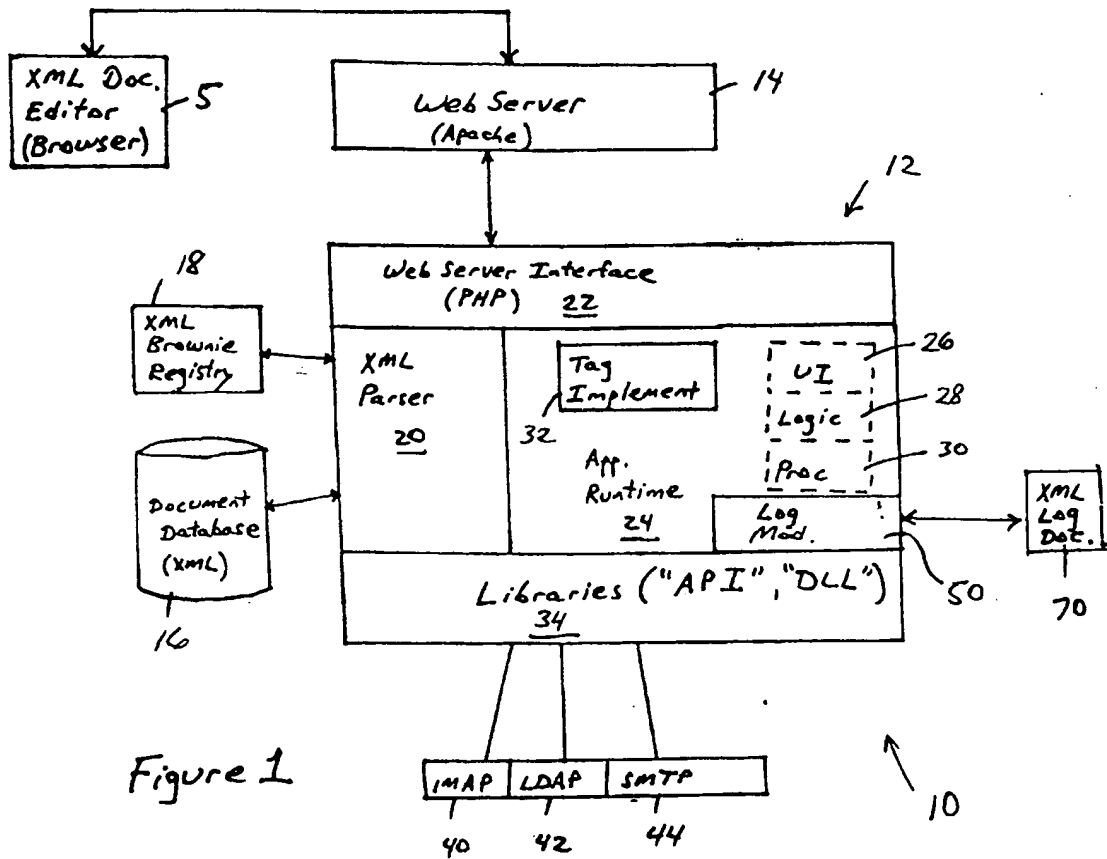 XML Doc.
Editor
(Browser)
5
Web Server
(Apache)
14
12
Web Server Interface
(PHP) 22
18
XML
Brownie
Registry
XML
Parser
20
Tag
Implement
32
UI
26
Logic
28
Proc
30
App.
Runtime
24
Log
Mod.
50
XML
Log
Doc.
70
Document
Database
(XML)
16
Libraries ("API", "DLL")
34
Figure 1
IMAP LDAP SMTP
40 42 44
10